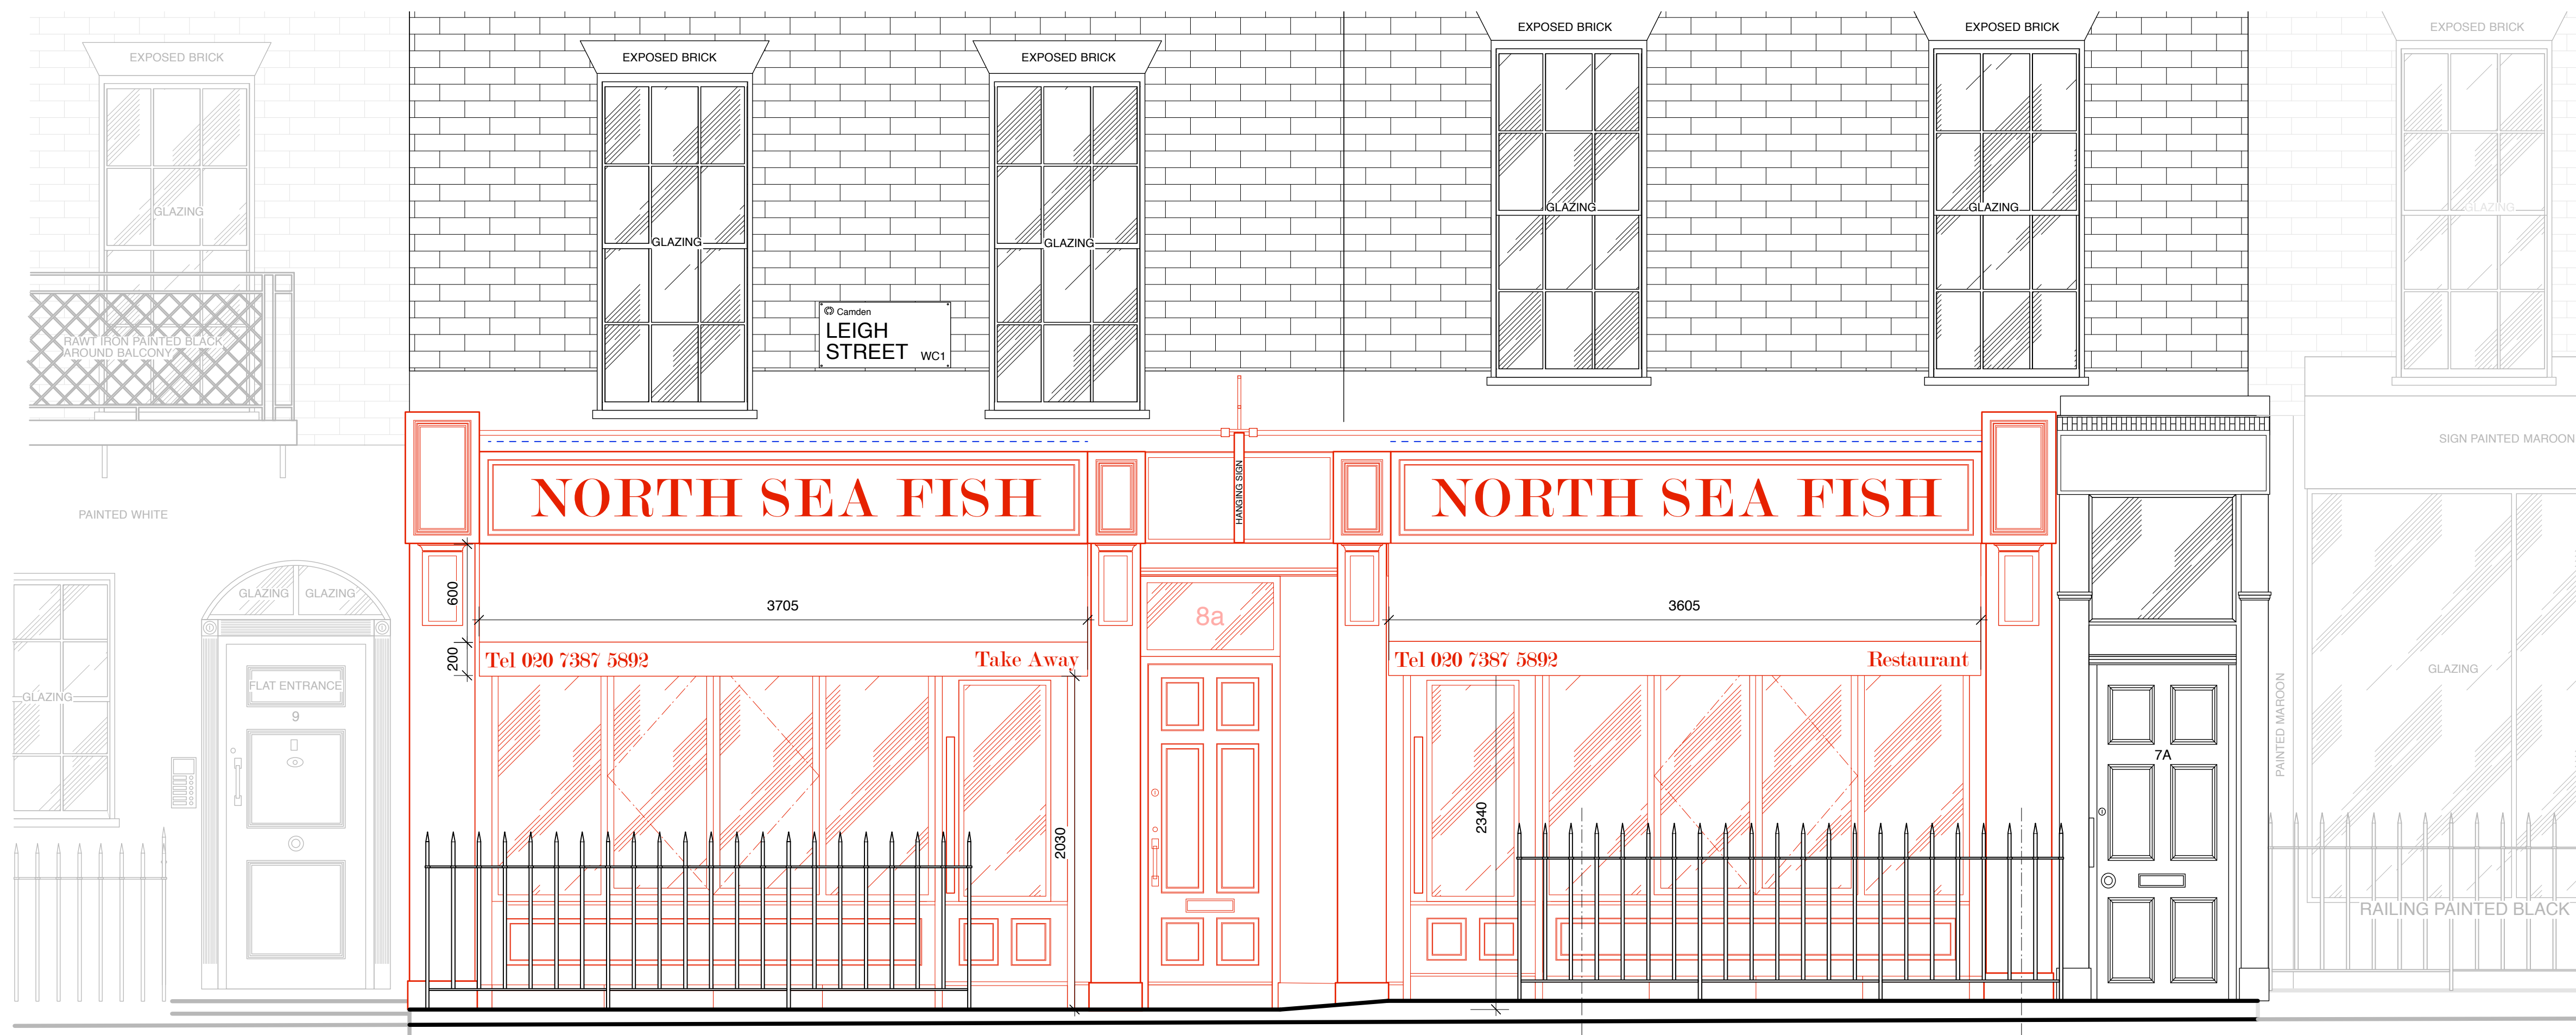 EXPOSED BRICK
EXPOSED BRICK
EXPOSED BRICK
EXPOSED BRICK
EXPOSED BRICK
EXPOSED BRICK
GLAZING
GLAZING
GLAZING
GLAZING
GLAZING
GLAZING
RAWT IRON PAINTED BLACK
AROUND BALCONY
© Camden
LEIGH
STREET WC1
SIGN PAINTED MAROON
PAINTED WHITE
NORTH SEA FISH
HANGING SIGN
NORTH SEA FISH
GLAZING
GLAZING
600
3705
8a
3605
200
Tel 020 7387 5892
Take Away
Tel 020 7387 5892
Restaurant
GLAZING
FLAT ENTRANCE
9
PAINTED MAROON
GLAZING
7A
2030
2340
RAILING PAINTED BLACK